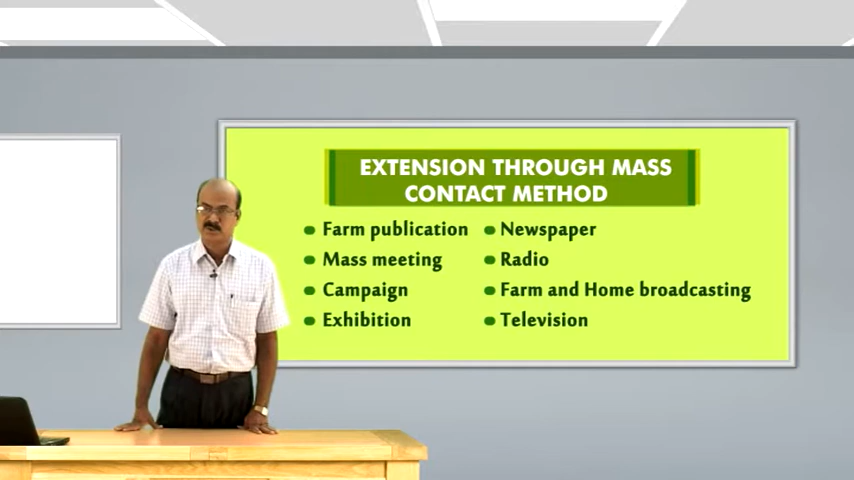 EXTENSION THROUGH MASS
CONTACT METHOD
Farm publication
Mass meeting
Campaign
Exhibition
Newspaper
Radio
Farm and Home broadcasting
Television